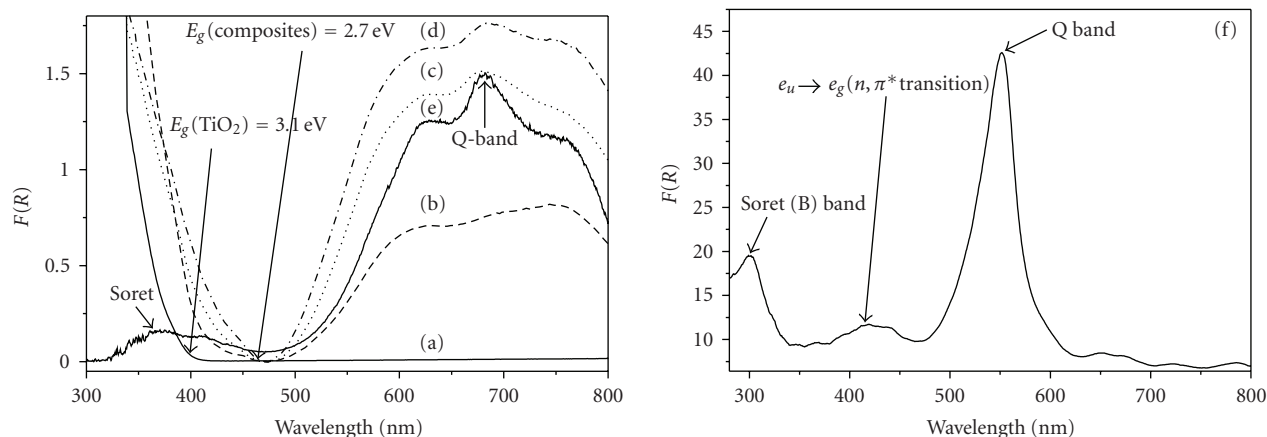 E_g(composites) = 2.7 eV
(d)
1.5
(c)
(e)
E_g(TiO₂) = 3.1 eV
Q-band
1
F(R)
(b)
0.5
Soret
(a)
0
300 400 500 600 700 800
Wavelength (nm)
Q band
(f)
45
e_u → e_g(n, π* transition)
40
35
30
F(R)
25
Soret (B) band
20
15
10
300 400 500 600 700 800
Wavelength (nm)